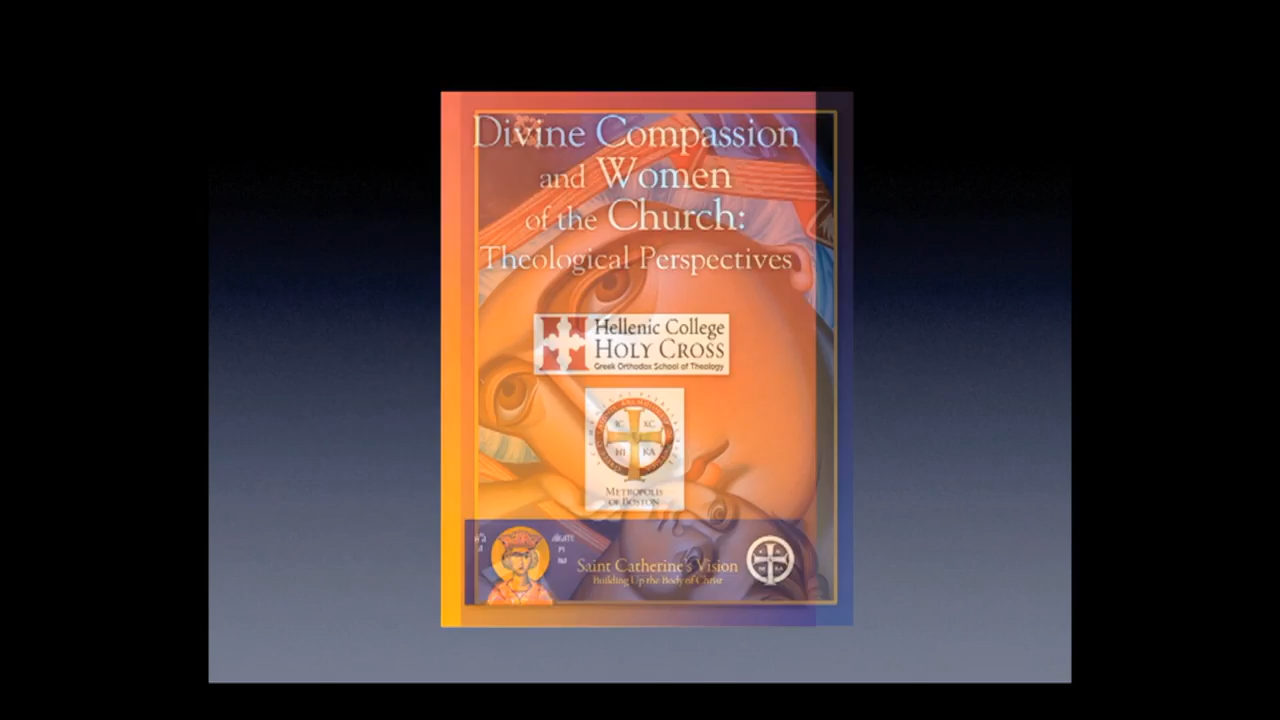 Divine Compassion
and Women
of the Church:
Theological Perspectives
Hellenic College
HOLY CROSS
Greek Orthodox School of Theology
IC XC
NI KA
METROPOLIS
OF BOSTON
Saint Catherine's Vision
Building Up the Body of Christ